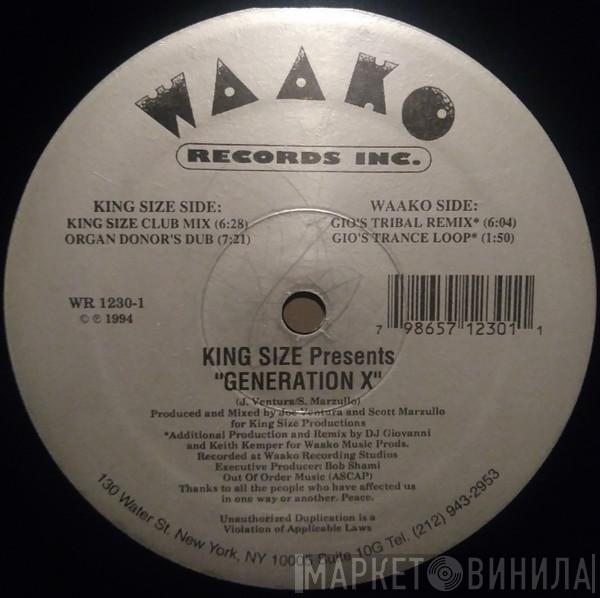 WAAKO
RECORDS INC.
KING SIZE SIDE:
KING SIZE CLUB MIX (6:28)
ORGAN DONOR'S DUB (7:21)
WAAKO SIDE:
GIO'S TRIBAL REMIX* (6:04)
GIO'S TRANCE LOOP* (1:50)
WR 1230-1
© ℗ 1994
7 98657 12301 1
KING SIZE Presents
"GENERATION X"
(J. Ventura/S. Marzullo)
Produced and Mixed by Joe Ventura and Scott Marzullo
for King Size Productions
*Additional Production and Remix by DJ Giovanni
and Keith Kemper for Waako Music Prods.
Recorded at Waako Recording Studios
Executive Producer: Bob Shami
Out Of Order Music (ASCAP)
Thanks to all the people who have affected us
in one way or another. Peace.
Unauthorized Duplication is a
Violation of Applicable Laws
130 Water St. New York, NY 10005 Suite 10G Tel. (212) 943-2953
МАРКЕТ ВИНИЛА